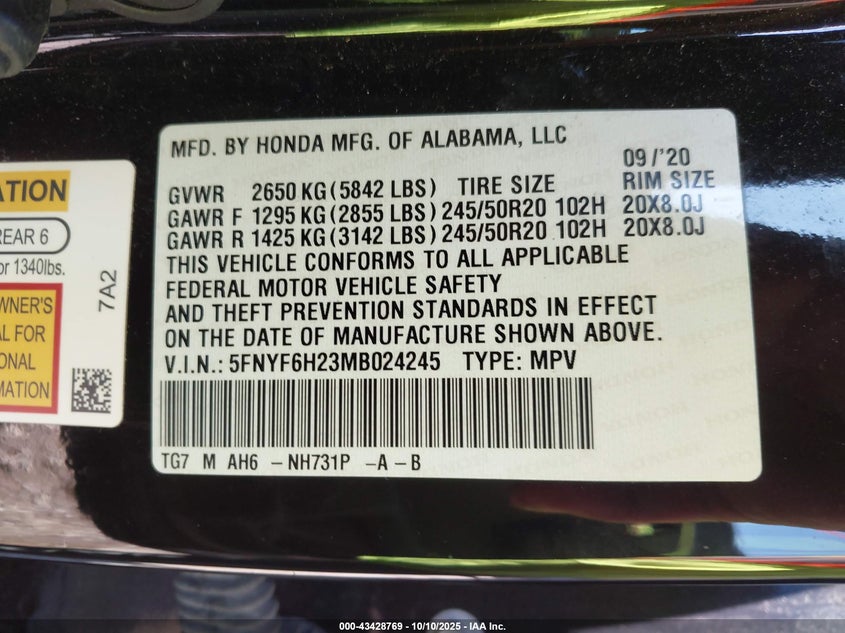 MFD. BY HONDA MFG. OF ALABAMA, LLC
09/'20
GVWR 2650 KG (5842 LBS) TIRE SIZE RIM SIZE
GAWR F 1295 KG (2855 LBS) 245/50R20 102H 20X8.0J
GAWR R 1425 KG (3142 LBS) 245/50R20 102H 20X8.0J
THIS VEHICLE CONFORMS TO ALL APPLICABLE
FEDERAL MOTOR VEHICLE SAFETY
AND THEFT PREVENTION STANDARDS IN EFFECT
ON THE DATE OF MANUFACTURE SHOWN ABOVE.
V.I.N.: 5FNYF6H23MB024245 TYPE: MPV
TG7 M AH6 - NH731P -A -B
ATION
REAR 6
or 1340lbs.
7A2
OWNER'S
AL FOR
ONAL
MATION
000-43428769 - 10/10/2025 - IAA Inc.